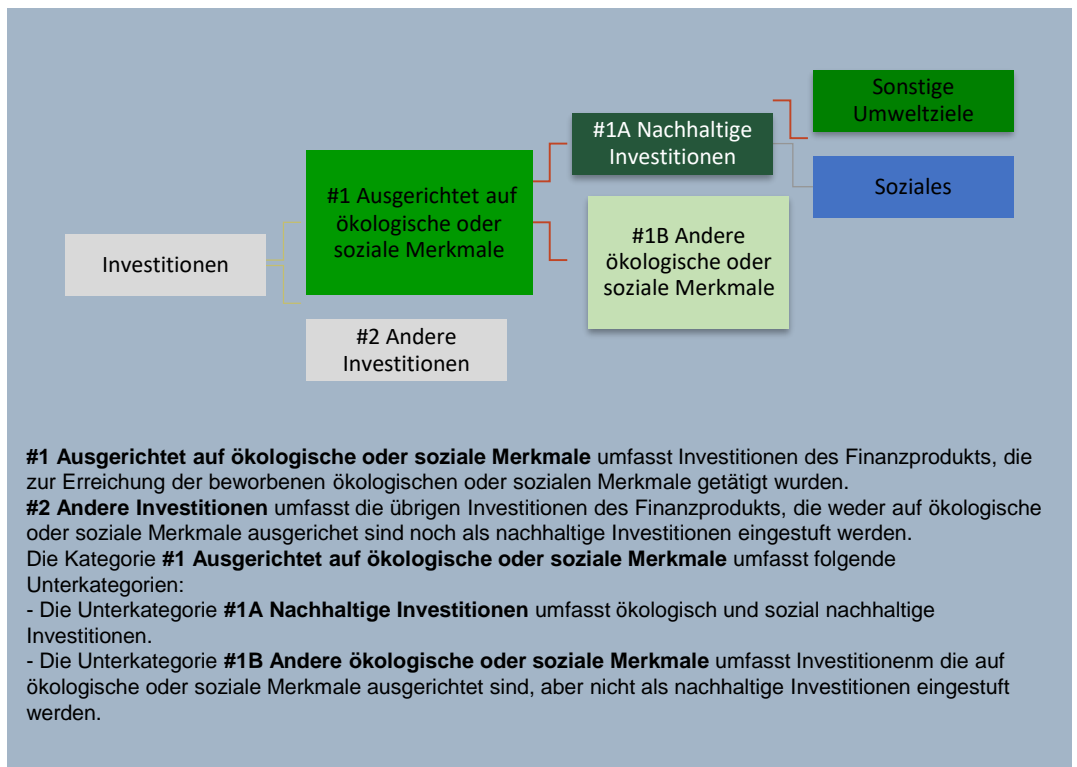 Sonstige
Umweltziele
#1A Nachhaltige
Investitionen
Soziales
#1 Ausgerichtet auf
ökologische oder
soziale Merkmale
#1B Andere
ökologische oder
soziale Merkmale
Investitionen
#2 Andere
Investitionen
#1 Ausgerichtet auf ökologische oder soziale Merkmale umfasst Investitionen des Finanzprodukts, die
zur Erreichung der beworbenen ökologischen oder sozialen Merkmale getätigt wurden.
#2 Andere Investitionen umfasst die übrigen Investitionen des Finanzprodukts, die weder auf ökologische
oder soziale Merkmale ausgerichet sind noch als nachhaltige Investitionen eingestuft werden.
Die Kategorie #1 Ausgerichtet auf ökologische oder soziale Merkmale umfasst folgende
Unterkategorien:
- Die Unterkategorie #1A Nachhaltige Investitionen umfasst ökologisch und sozial nachhaltige
Investitionen.
- Die Unterkategorie #1B Andere ökologische oder soziale Merkmale umfasst Investitionenm die auf
ökologische oder soziale Merkmale ausgerichtet sind, aber nicht als nachhaltige Investitionen eingestuft
werden.